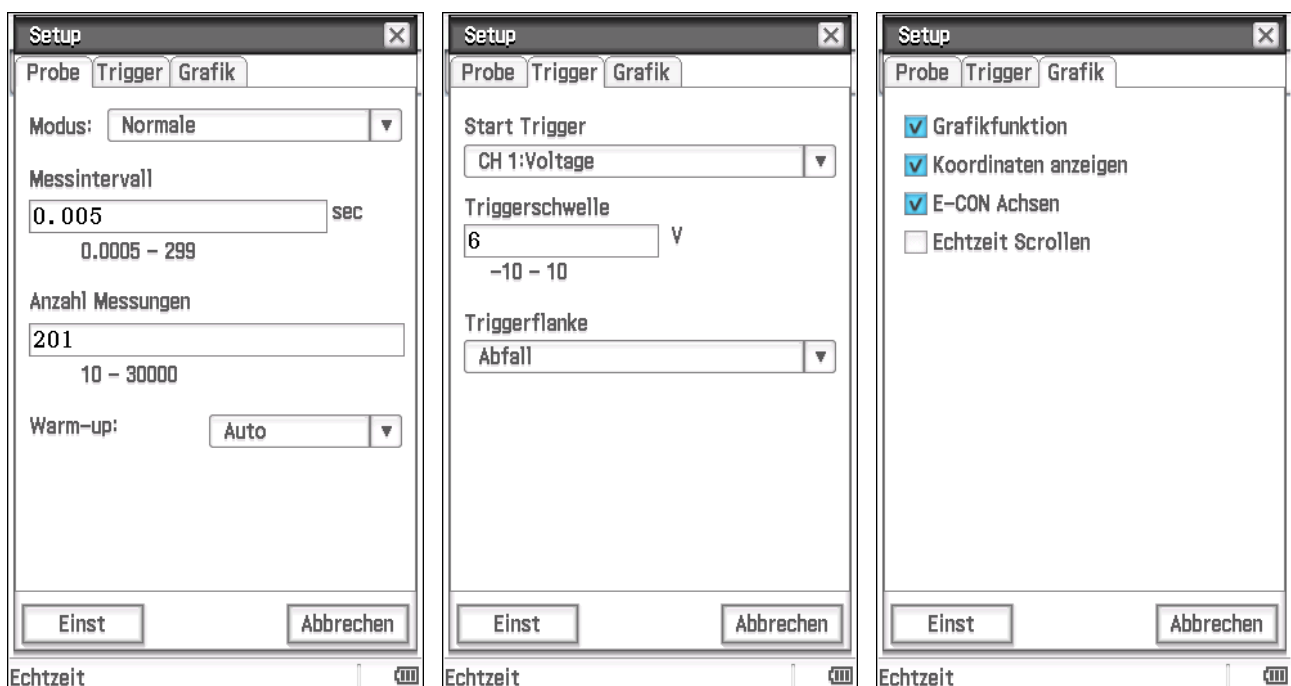 Setup
Probe Trigger Grafik
Modus: Normale
Messintervall
0.005 sec
0.0005 - 299
Anzahl Messungen
201
10 - 30000
Warm-up: Auto
Einst Abbrechen
Echtzeit
Setup
Probe Trigger Grafik
Start Trigger
CH 1:Voltage
Triggerschwelle
6 V
-10 - 10
Triggerflanke
Abfall
Einst Abbrechen
Echtzeit
Setup
Probe Trigger Grafik
Grafikfunktion
Koordinaten anzeigen
E-CON Achsen
Echtzeit Scrollen
Einst Abbrechen
Echtzeit